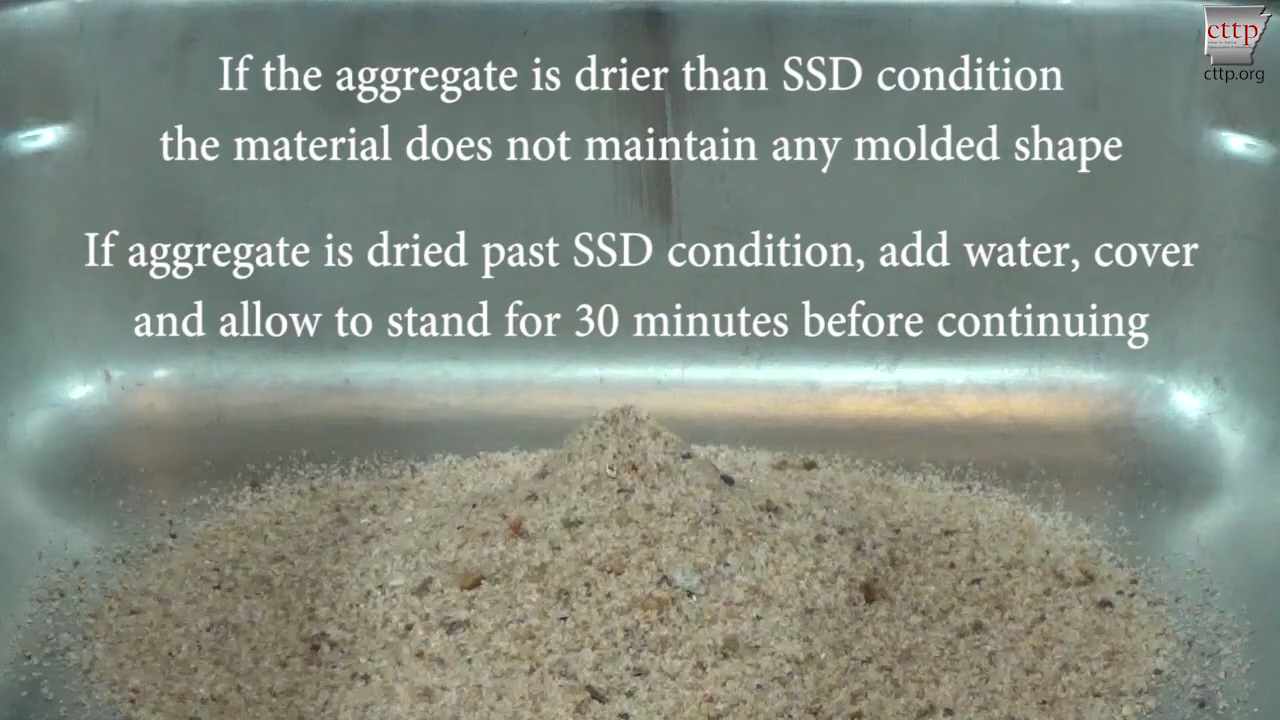 cttp
cttp.org
If the aggregate is drier than SSD condition
the material does not maintain any molded shape
If aggregate is dried past SSD condition, add water, cover
and allow to stand for 30 minutes before continuing